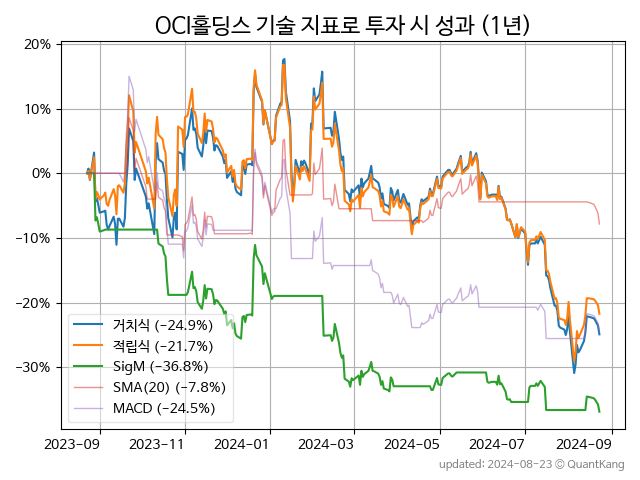 OCI홀딩스 기술 지표로 투자 시 성과 (1년)
20%
10%
0%
−10%
−20%
−30%
거치식 (−24.9%)
적립식 (−21.7%)
SigM (−36.8%)
SMA(20) (−7.8%)
MACD (−24.5%)
2023-09 2023-11 2024-01 2024-03 2024-05 2024-07 2024-09
updated: 2024-08-23 © QuantKang